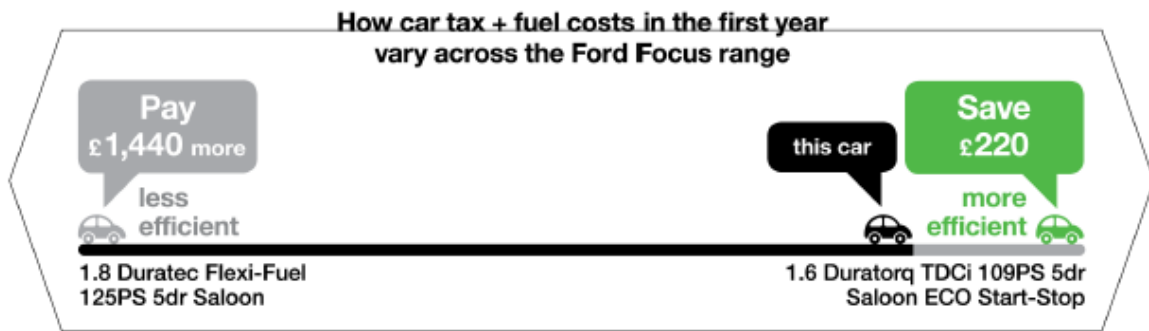 How car tax + fuel costs in the first year
vary across the Ford Focus range
Pay
£1,440 more
this car
Save
£220
less
efficient
more
efficient
1.8 Duratec Flexi-Fuel
125PS 5dr Saloon
1.6 Duratorq TDCi 109PS 5dr
Saloon ECO Start-Stop